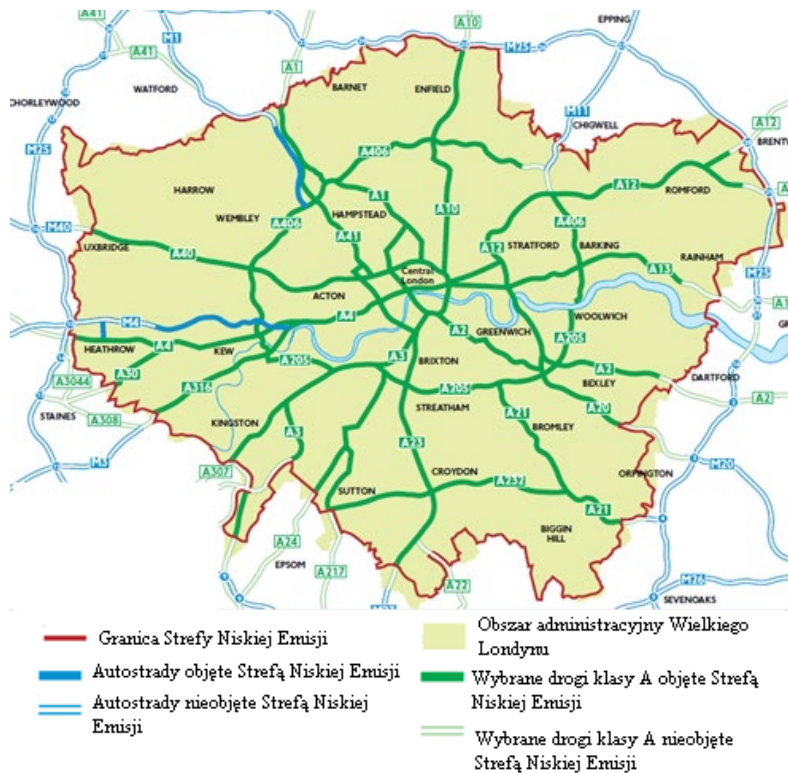 A41
A10
EPPING
M1
M25
A41
A1
WATFORD
BARNET
ENFIELD
CHORLEYWOOD
M11
CHIGWELL
A12
M25
A406
BRENTW
HARROW
A12
ROMFORD
A1
WEMBLEY
HAMPSTEAD
A10
A406
M40
A406
A41
A12
STRATFORD
BARKING
UXBRIDGE
A40
RAINHAM
Central
London
A13
M25
ACTON
M4
A4
WOOLWICH
A2
GREENWICH
HEATHROW
A4
KEW
A205
A205
A3
BRIXTON
A30
A2
DARTFORD
A3044
A316
A205
BEXLEY
A2
STAINES
STREATHAM
A21
A20
A308
KINGSTON
BROMLEY
A3
A23
M3
M20
A307
CROYDON
ORPINGTON
SUTTON
A232
A21
BIGGIN
HILL
A24
EPSOM
A217
A22
M26
SEVENOAKS
Granica Strefy Niskiej Emisji
Autostrady objęte Strefą Niskiej Emisji
Autostrady nieobjęte Strefą Niskiej
Emisji
Obszar administracyjny Wielkiego
Londynu
Wybrane drogi klasy A objęte Strefą
Niskiej Emisji
Wybrane drogi klasy A nieobjęte
Strefą Niskiej Emisji